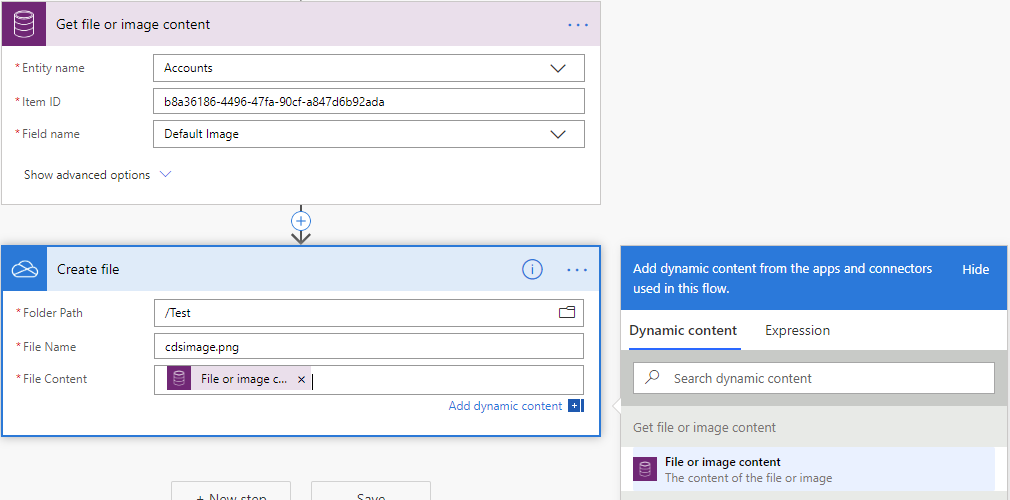 Get file or image content
...
* Entity name
Accounts
* Item ID
b8a36186-4496-47fa-90cf-a847d6b92ada
* Field name
Default Image
Show advanced options
Create file
...
* Folder Path
/Test
* File Name
cdsimage.png
* File Content
File or image c... ×
Add dynamic content
Add dynamic content from the apps and connectors
used in this flow.
Hide
Dynamic content
Expression
Search dynamic content
Get file or image content
File or image content
The content of the file or image
+ New step
Save